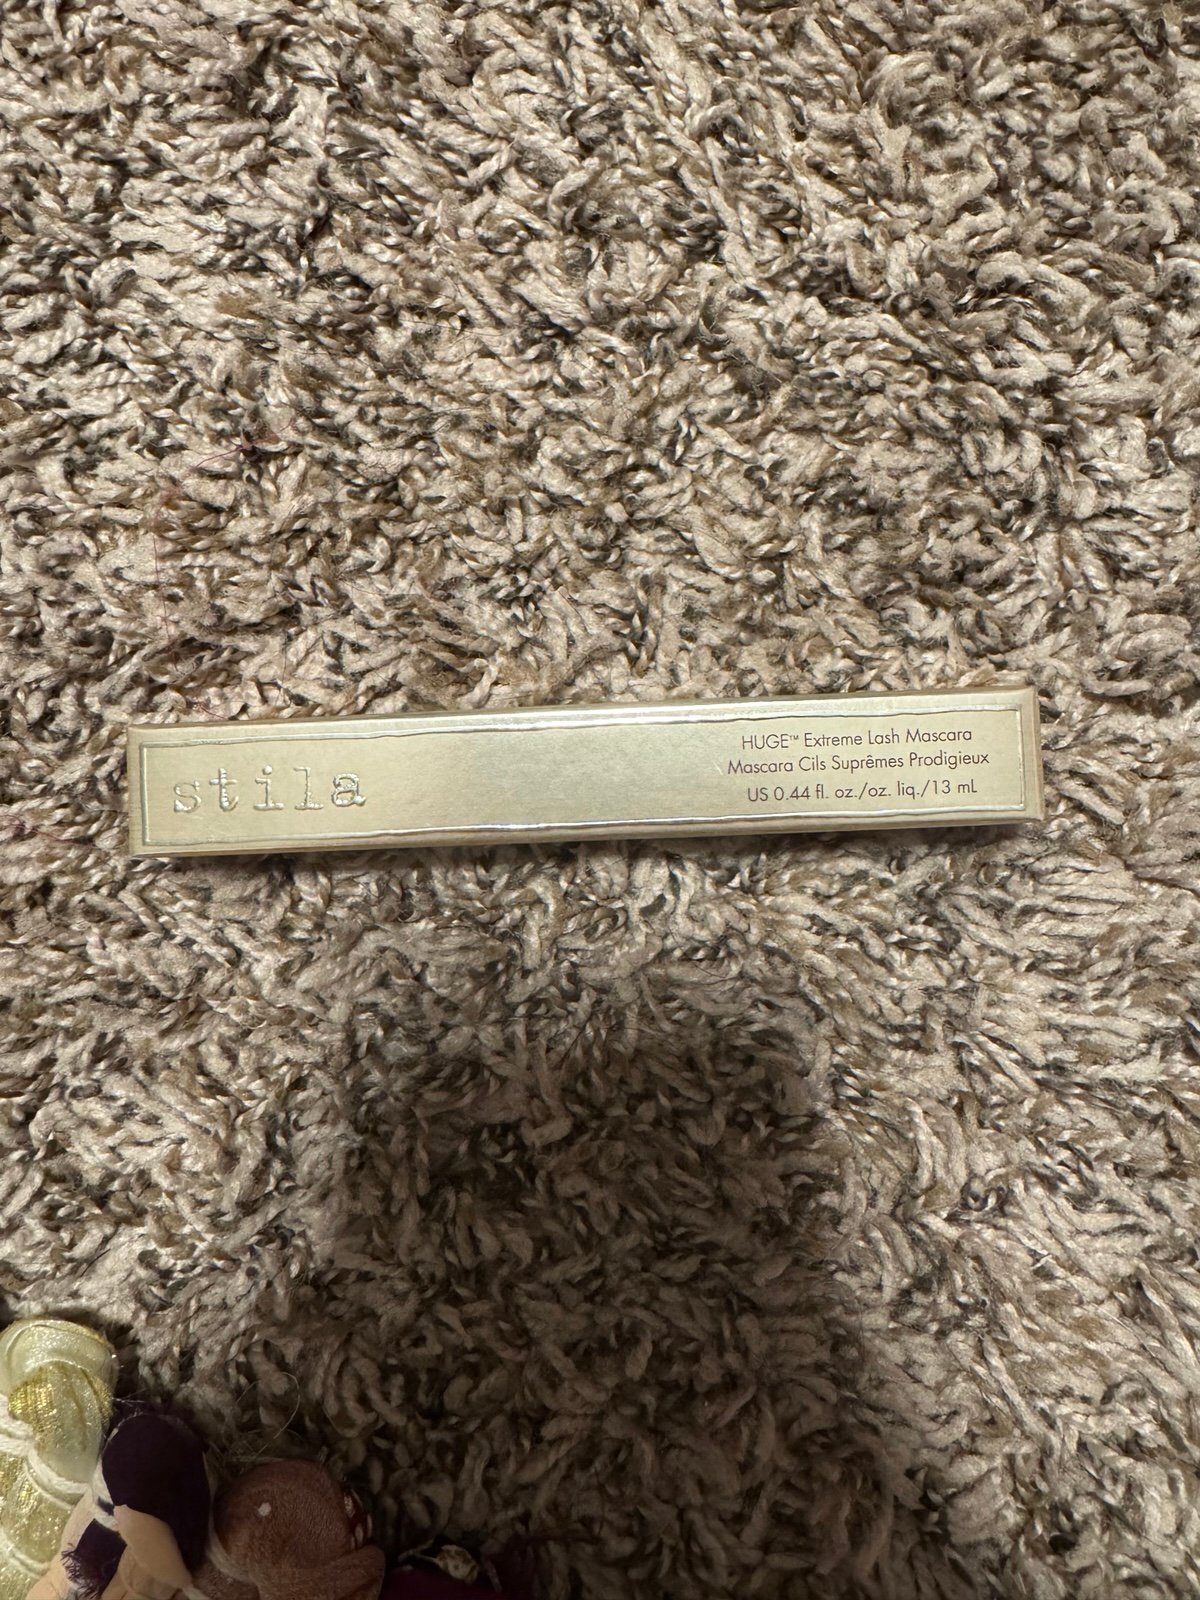 stila
HUGE™ Extreme Lash Mascara
Mascara Cils Suprêmes Prodigieux
US 0.44 fl. oz./oz. liq./13 mL